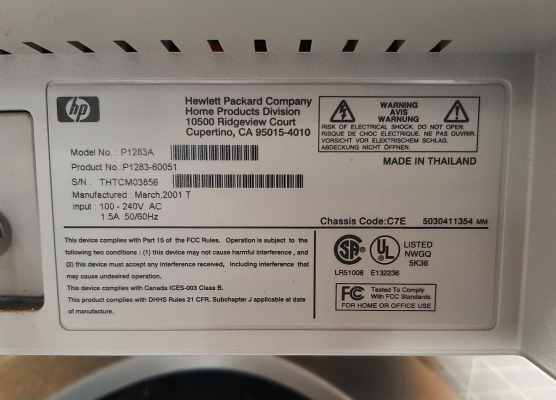 hp
Hewlett Packard Company
Home Products Division
10500 Ridgeview Court
Cupertino, CA 95015-4010
WARNING
AVIS
WARNUNG
RISK OF ELECTRICAL SHOCK. DO NOT OPEN.
RISQUE DE CHOC ELECTRIQUE. NE PAS OUVRIR.
VORSICHT VOR ELEKTRISCHEM SCHLAG.
ABDECKUNG NICHT ÖFFNEN.
MADE IN THAILAND
Model No. : P1283A
Product No.:P1283-60051
S/N : THTCM03856
Manufactured : March,2001 T
Input : 100 - 240V AC
1.5A 50/60Hz
Chassis Code:C7E 5030411354 MM
This device complies with Part 15 of the FCC Rules. Operation is subject to the
following two conditions : (1) this device may not cause harmful interference , and
(2) this device must accept any interference received, including interference that
may cause undesired operation.
This device complies with Canada ICES-003 Class B.
This product complies with DHHS Rules 21 CFR. Subchapter J applicable at date
of manufacture.
SA
LR51008
UL
E132236
LISTED
NWGQ
5K36
FC Tested To Comply
With FCC Standards
FOR HOME OR OFFICE USE